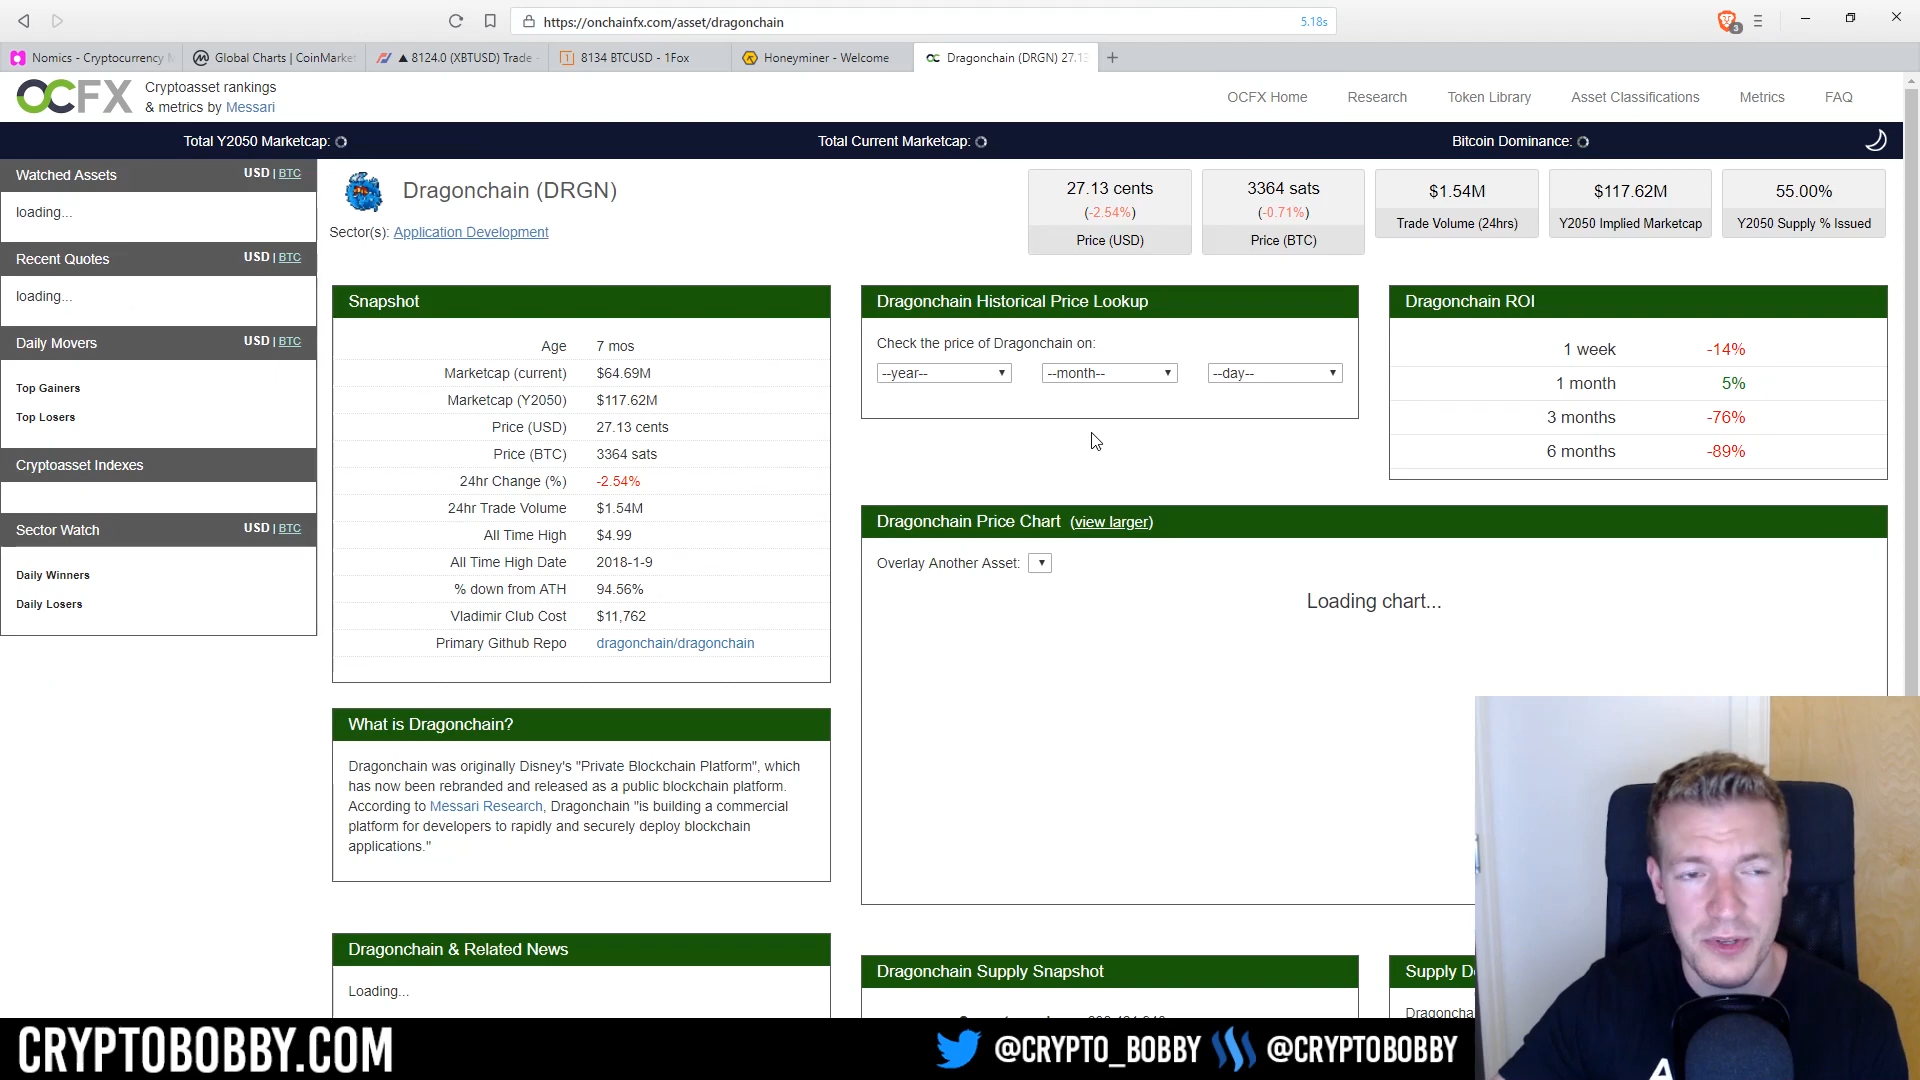 https://onchainfx.com/asset/dragonchain
5.18s
3
Nomics - Cryptocurrency
Global Charts | CoinMarket
▲ 8124.0 (XBTUSD) Trade -
8134 BTCUSD - 1Fox
Honeyminer - Welcome
Dragonchain (DRGN) 27.13
OCFX
Cryptoasset rankings
& metrics by Messari
OCFX Home
Research
Token Library
Asset Classifications
Metrics
FAQ
Total Y2050 Marketcap:
Total Current Marketcap:
Bitcoin Dominance:
Watched Assets USD | BTC
loading...
Recent Quotes USD | BTC
loading...
Daily Movers USD | BTC
Top Gainers
Top Losers
Cryptoasset Indexes
Sector Watch USD | BTC
Daily Winners
Daily Losers
Dragonchain (DRGN)
Sector(s): Application Development
27.13 cents
(-2.54%)
Price (USD)
3364 sats
(-0.71%)
Price (BTC)
$1.54M
Trade Volume (24hrs)
$117.62M
Y2050 Implied Marketcap
55.00%
Y2050 Supply % Issued
Snapshot
Age 7 mos
Marketcap (current) $64.69M
Marketcap (Y2050) $117.62M
Price (USD) 27.13 cents
Price (BTC) 3364 sats
24hr Change (%) -2.54%
24hr Trade Volume $1.54M
All Time High $4.99
All Time High Date 2018-1-9
% down from ATH 94.56%
Vladimir Club Cost $11,762
Primary Github Repo dragonchain/dragonchain
What is Dragonchain?
Dragonchain was originally Disney's "Private Blockchain Platform", which
has now been rebranded and released as a public blockchain platform.
According to Messari Research, Dragonchain "is building a commercial
platform for developers to rapidly and securely deploy blockchain
applications."
Dragonchain & Related News
Loading...
Dragonchain Historical Price Lookup
Check the price of Dragonchain on:
--year--
--month--
--day--
Dragonchain ROI
1 week -14%
1 month 5%
3 months -76%
6 months -89%
Dragonchain Price Chart (view larger)
Overlay Another Asset:
Loading chart...
Dragonchain Supply Snapshot
Supply D
Dragoncha
CRYPTOBOBBY.COM
@CRYPTO_BOBBY
@CRYPTOBOBBY